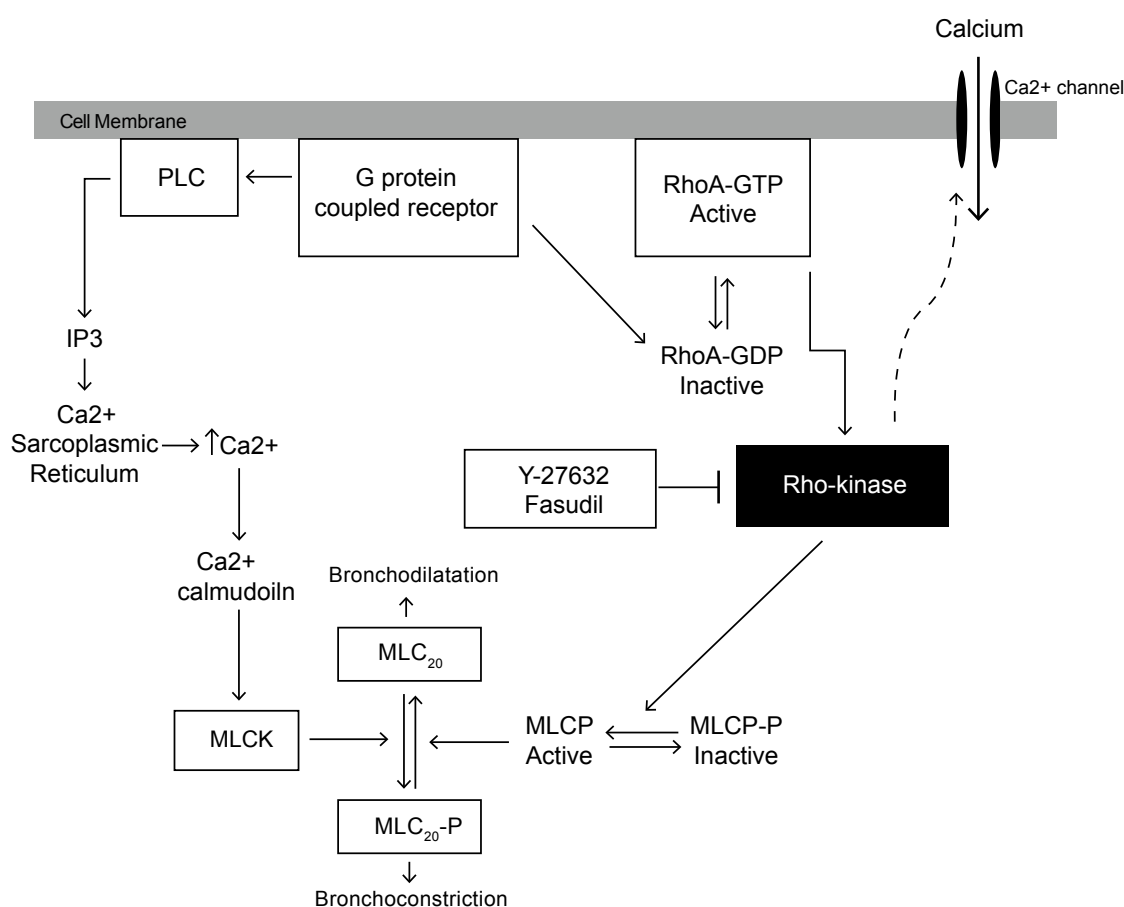 Calcium
Ca2+ channel
Cell Membrane
PLC
G protein
coupled receptor
RhoA-GTP
Active
IP3
RhoA-GDP
Inactive
Ca2+
Sarcoplasmic
Reticulum
↑Ca2+
Y-27632
Fasudil
Rho-kinase
Ca2+
calmudoiln
Bronchodilatation
MLC20
MLCK
MLCP
Active
MLCP-P
Inactive
MLC20-P
Bronchoconstriction